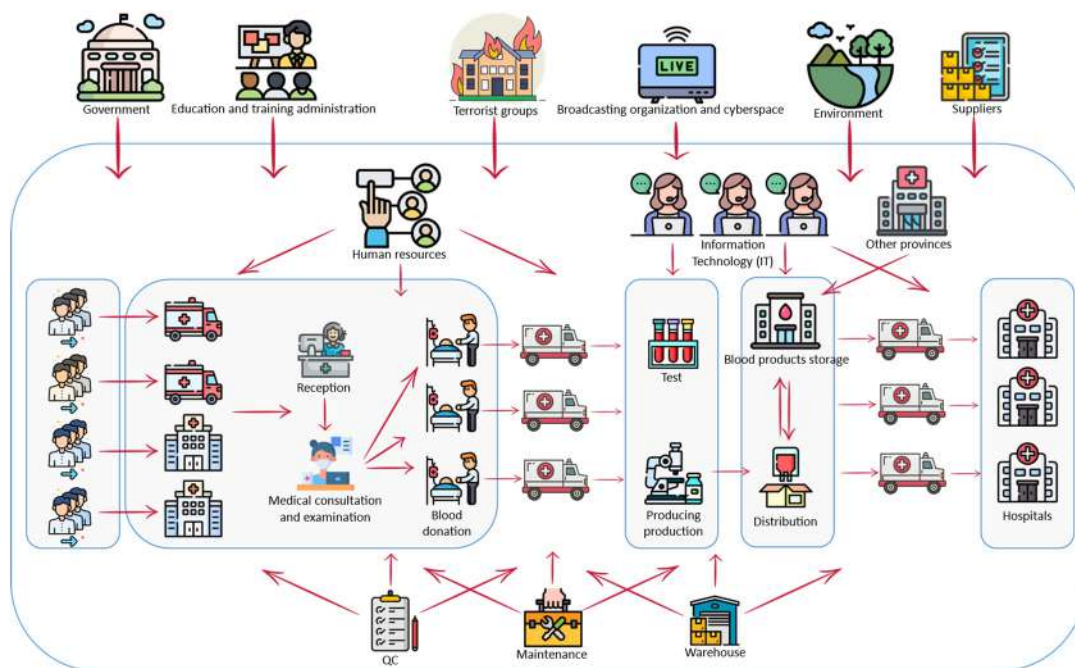 Government
Education and training administration
Terrorist groups
Broadcasting organization and cyberspace
LIVE
Environment
Suppliers
Human resources
Information
Technology (IT)
Other provinces
Reception
Medical consultation
and examination
Blood
donation
Test
Producing
production
Blood products storage
Distribution
Hospitals
QC
Maintenance
Warehouse